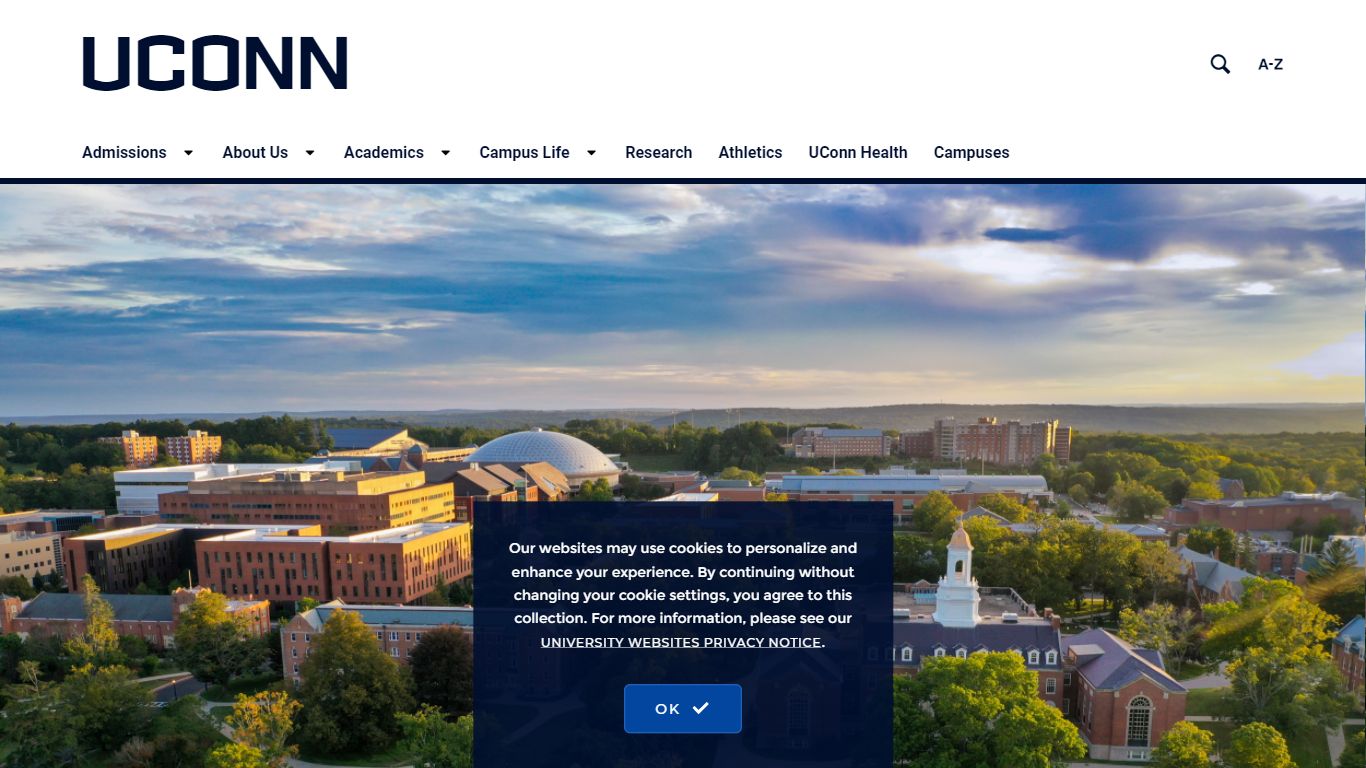 UCONN
A-Z
Admissions About Us Academics Campus Life Research Athletics UConn Health Campuses
Our websites may use cookies to personalize and
enhance your experience. By continuing without
changing your cookie settings, you agree to this
collection. For more information, please see our
UNIVERSITY WEBSITES PRIVACY NOTICE.
OK